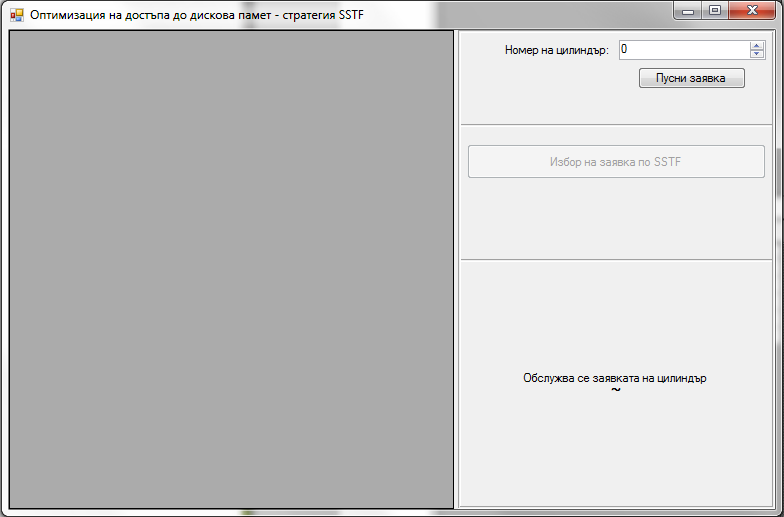 Оптимизация на достъпа до дискова памет - стратегия SSTF
Номер на цилиндър: 0
Пусни заявка
Избор на заявка по SSTF
Обслужва се заявката на цилиндър
~